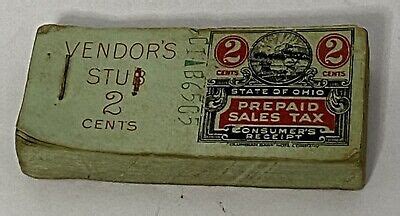 VENDOR'S
STUB
2
CENTS
2 2
CENTS CENTS
STATE OF OHIO
PREPAID
SALES TAX
CONSUMER'S
RECEIPT